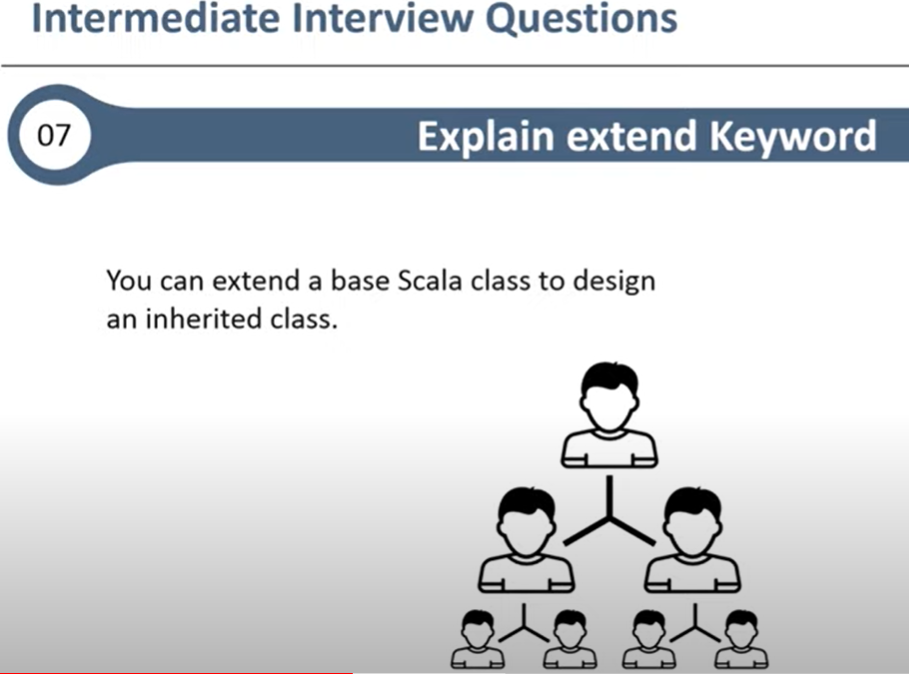 Intermediate Interview Questions
07
Explain extend Keyword
You can extend a base Scala class to design
an inherited class.